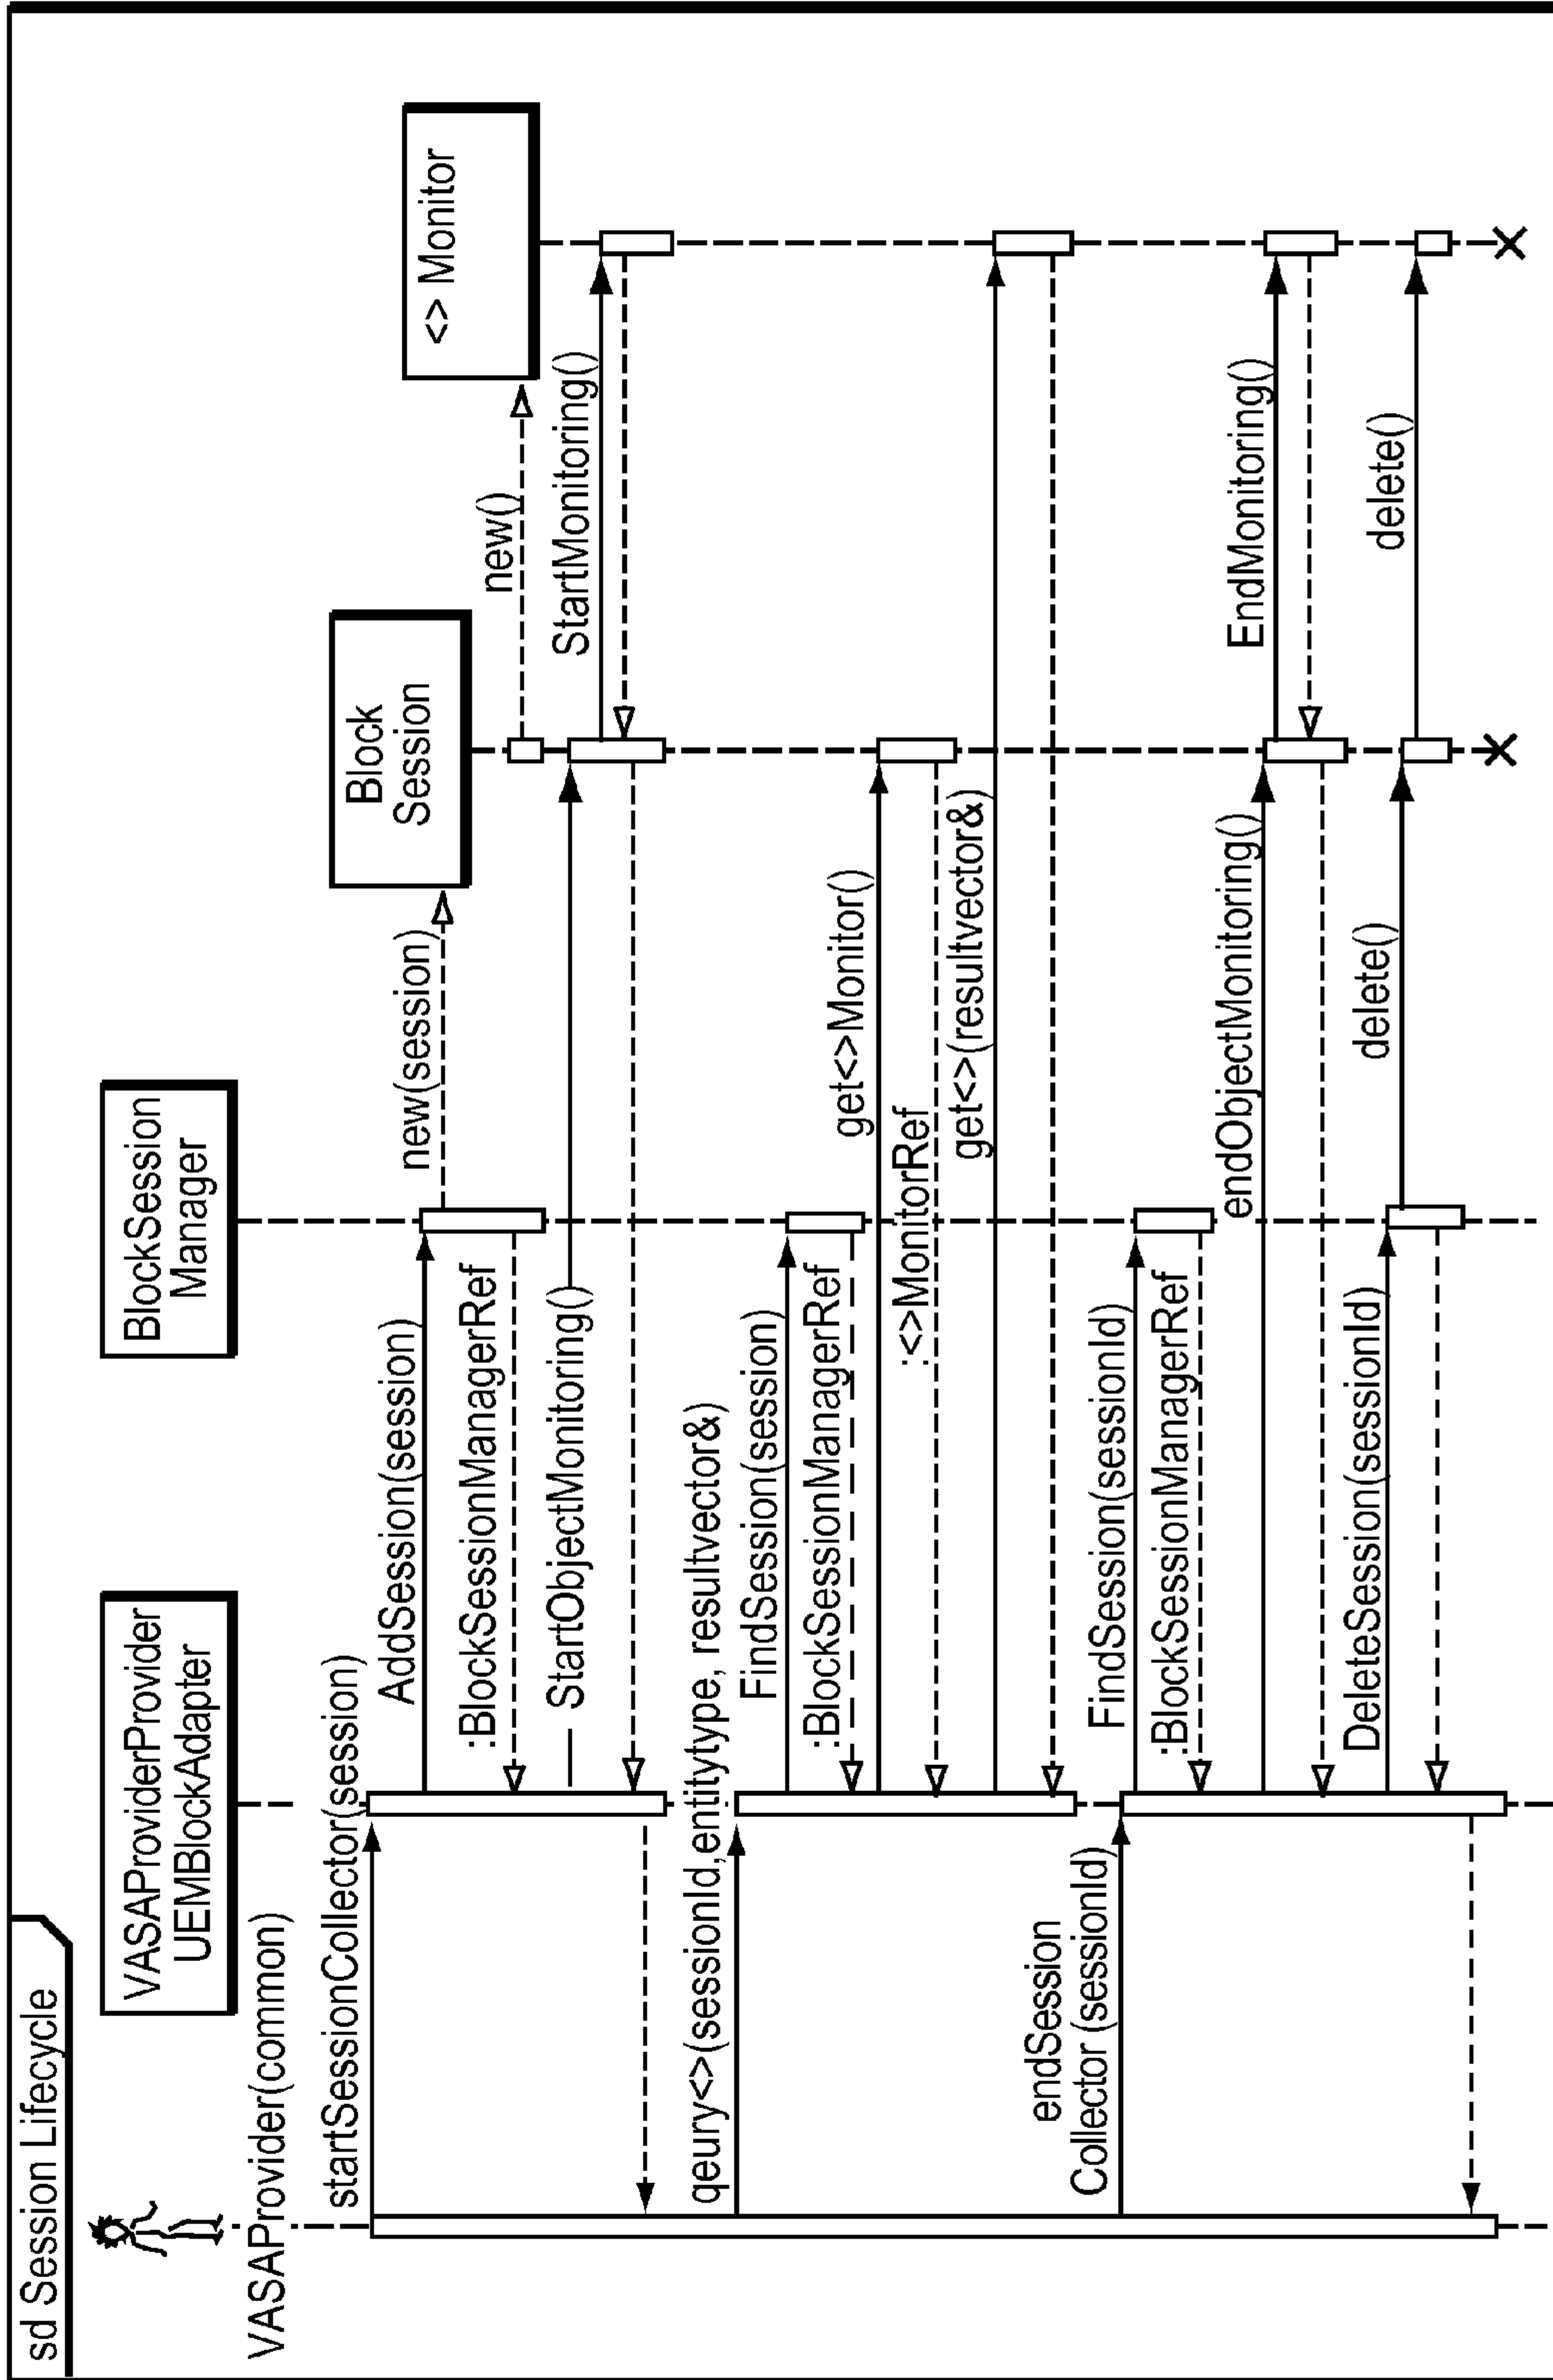 sd Session Lifecycle
VASAProvider(common)
VASAProviderProvider
UEMBlockAdapter
BlockSession
Manager
Block
Session
<> Monitor
startSessionCollector(session)
AddSession(session)
new(session)
new()
:BlockSessionManagerRef
StartObjectMonitoring()
StartMonitoring()
qeury<>(sessionId,entitytype, resultvector&)
FindSession(session)
:BlockSessionManagerRef
get<>Monitor()
:<>MonitorRef
get<>(resultvector&)
endSession
Collector (sessionId)
FindSession(sessionId)
:BlockSessionManagerRef
endObjectMonitoring()
EndMonitoring()
DeleteSession(sessionId)
delete()
delete()